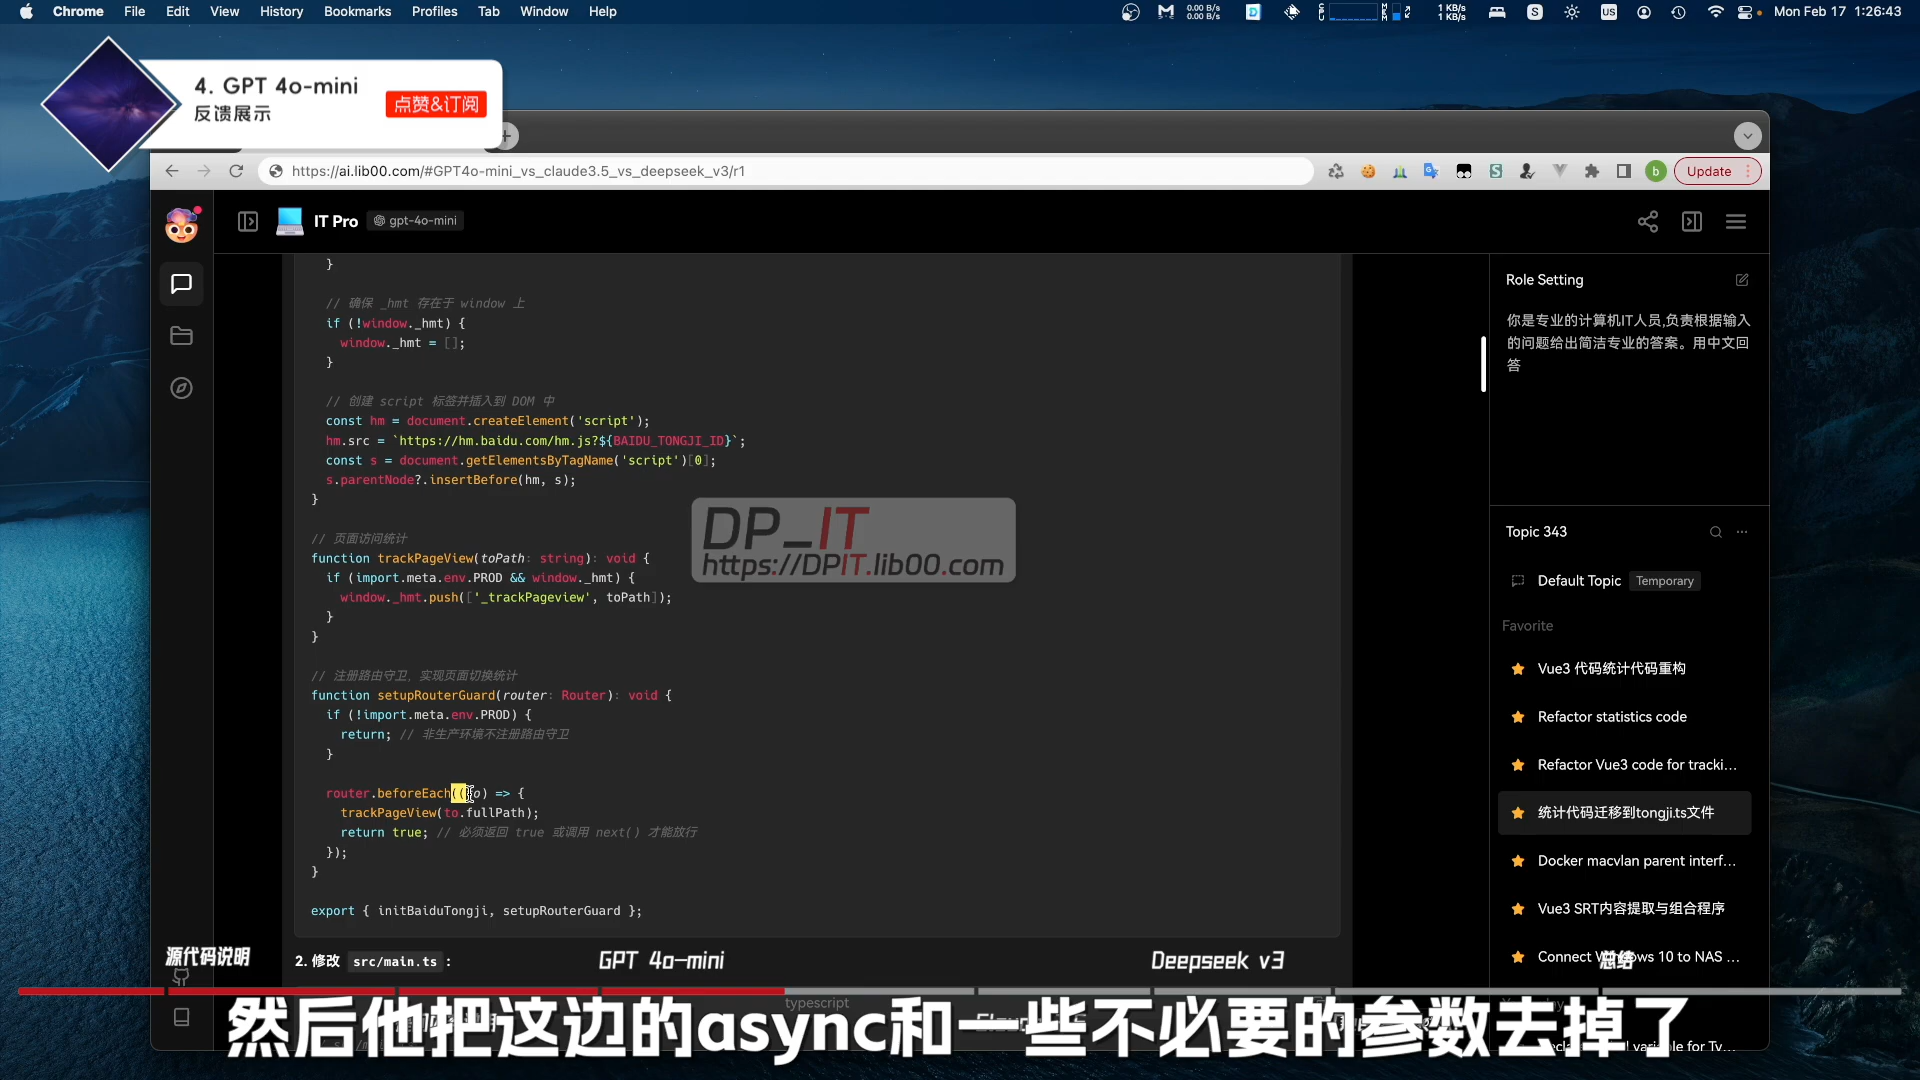 Chrome File Edit View History Bookmarks Profiles Tab Window Help
0.00 B/s
0.00 B/s
1 KB/s
1 KB/s
US
Mon Feb 17 1:26:43
4. GPT 4o-mini
反馈展示
点赞&订阅
https://ai.lib00.com/#GPT4o-mini_vs_claude3.5_vs_deepseek_v3/r1
b
Update
IT Pro
gpt-4o-mini
}
// 确保 _hmt 存在于 window 上
if (!window._hmt) {
window._hmt = [];
}
// 创建 script 标签并插入到 DOM 中
const hm = document.createElement('script');
hm.src = `https://hm.baidu.com/hm.js?${BAIDU_TONGJI_ID}`;
const s = document.getElementsByTagName('script')[0];
s.parentNode?.insertBefore(hm, s);
}
// 页面访问统计
function trackPageView(toPath: string): void {
if (import.meta.env.PROD && window._hmt) {
window._hmt.push(['_trackPageview', toPath]);
}
}
// 注册路由守卫，实现页面切换统计
function setupRouterGuard(router: Router): void {
if (!import.meta.env.PROD) {
return; // 非生产环境不注册路由守卫
}
router.beforeEach((to) => {
trackPageView(to.fullPath);
return true; // 必须返回 true 或调用 next() 才能放行
});
}
export { initBaiduTongji, setupRouterGuard };
2. 修改 src/main.ts :
typescript
DP_IT
https://DPIT.lib00.com
Role Setting
你是专业的计算机IT人员,负责根据输入
的问题给出简洁专业的答案。用中文回
答
Topic 343
Default Topic Temporary
Favorite
Vue3 代码统计代码重构
Refactor statistics code
Refactor Vue3 code for tracki...
统计代码迁移到tongji.ts文件
Docker macvlan parent interf...
Vue3 SRT内容提取与组合程序
Connect Windows 10 to NAS ...
源代码说明
GPT 4o-mini
Deepseek v3
总结
然后他把这边的async和一些不必要的参数去掉了